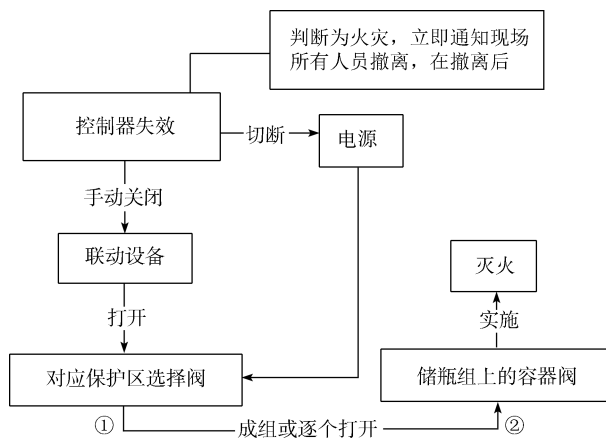 判断为火灾，立即通知现场
所有人员撤离，在撤离后
控制器失效
切断
电源
手动关闭
联动设备
灭火
打开
实施
对应保护区选择阀
储瓶组上的容器阀
①
成组或逐个打开
②